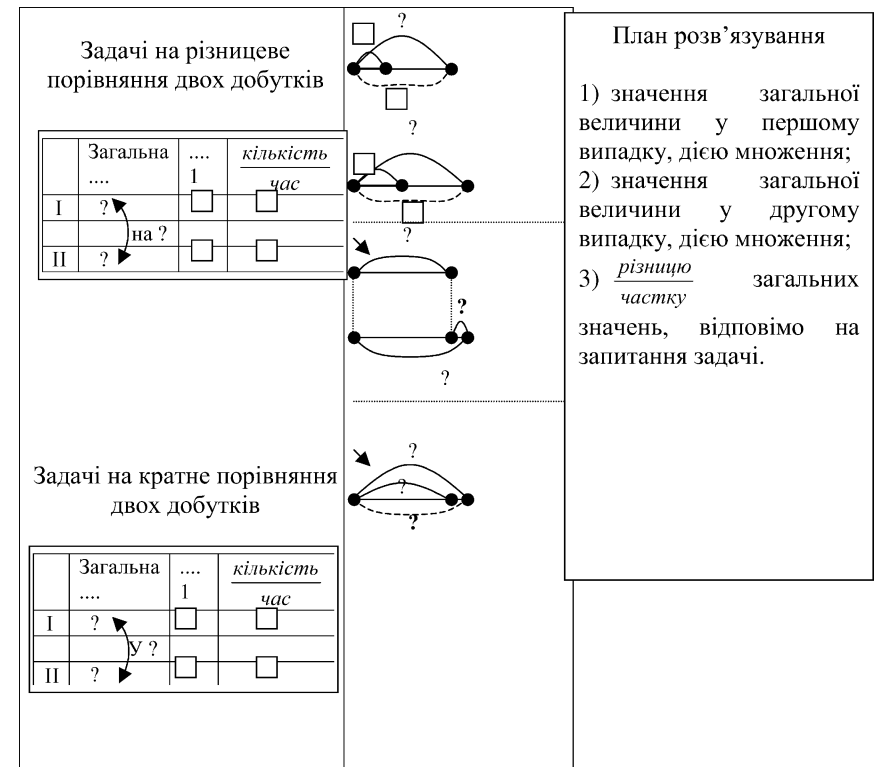 Задачі на різницеве
порівняння двох добутків
Загальна
....
....
1
кількість
час
I
?
на ?
II
?
Задачі на кратне порівняння
двох добутків
Загальна
....
....
1
кількість
час
I
?
У ?
II
?
?
?
?
?
?
?
?
?
План розв’язування
1) значення загальної
величини у першому
випадку, дією множення;
2) значення загальної
величини у другому
випадку, дією множення;
3) різницю
частку
загальних
значень, відповімо на
запитання задачі.